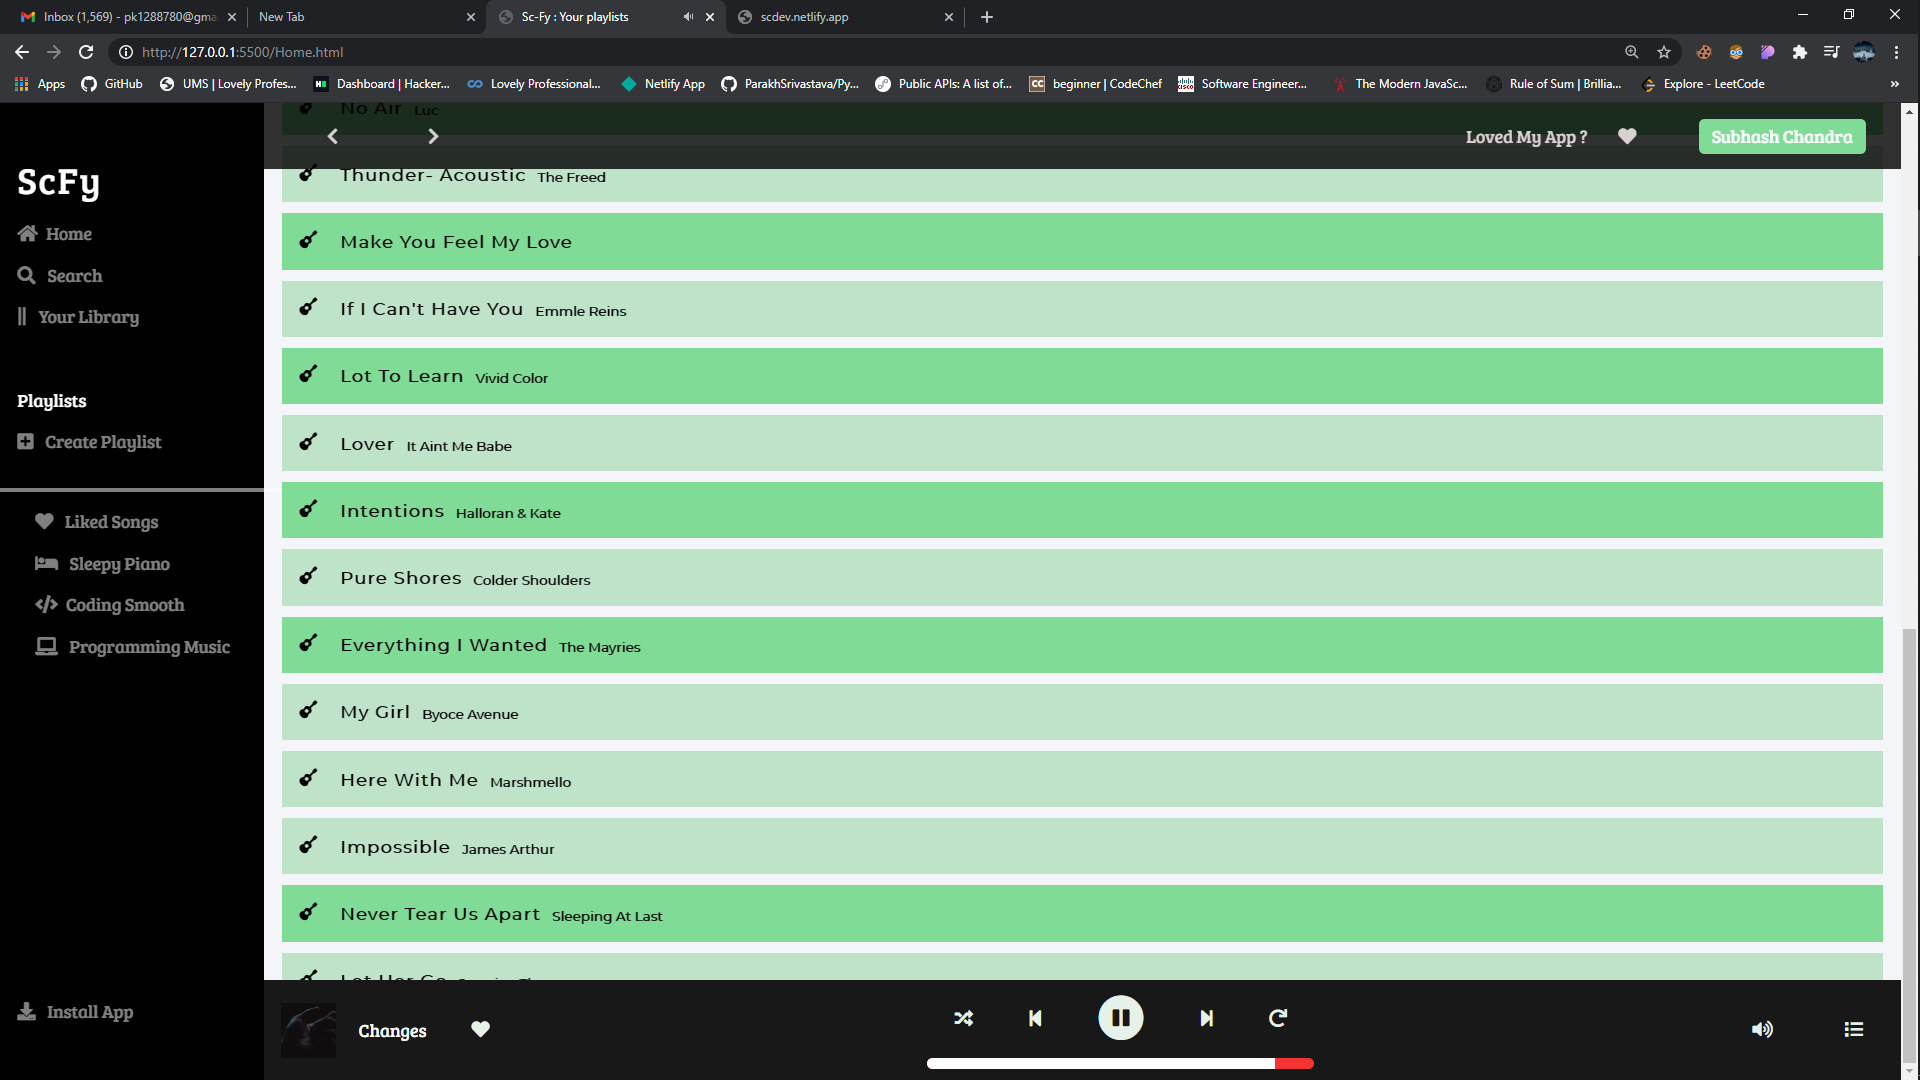 Inbox (1,569) - pk1288780@gma
New Tab
Sc-Fy : Your playlists
scdev.netlify.app
http://127.0.0.1:5500/Home.html
Apps
GitHub
UMS | Lovely Profes...
Dashboard | Hacker...
Lovely Professional...
Netlify App
ParakhSrivastava/Py...
Public APIs: A list of...
beginner | CodeChef
Software Engineer...
The Modern JavaSc...
Rule of Sum | Brillia...
Explore - LeetCode
»
ScFy
Home
Search
Your Library
Playlists
Create Playlist
Liked Songs
Sleepy Piano
Coding Smooth
Programming Music
Install App
No Air Luc
Loved My App ?
Subhash Chandra
Thunder- Acoustic The Freed
Make You Feel My Love
If I Can't Have You Emmle Reins
Lot To Learn Vivid Color
Lover It Aint Me Babe
Intentions Halloran & Kate
Pure Shores Colder Shoulders
Everything I Wanted The Mayries
My Girl Byoce Avenue
Here With Me Marshmello
Impossible James Arthur
Never Tear Us Apart Sleeping At Last
Let Her Go
Changes